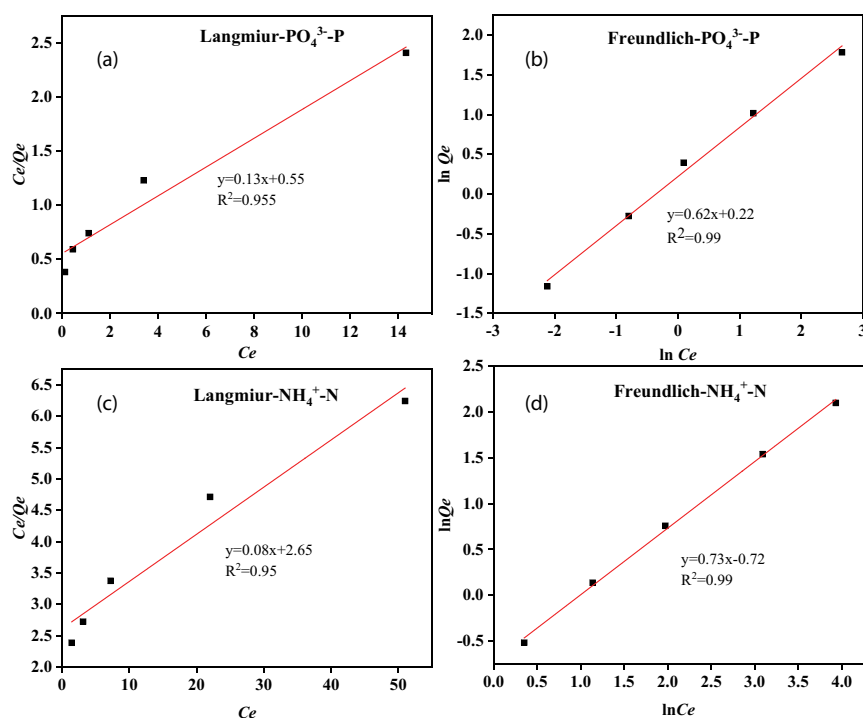 (a)
Langmiur-PO₄³⁻-P
2.5
2.0
1.5
1.0
0.5
0.0
Ce/Qe
y=0.13x+0.55
R²=0.955
0 2 4 6 8 10 12 14
Ce
(b)
Freundlich-PO₄³⁻-P
2.0
1.5
1.0
0.5
0.0
-0.5
-1.0
-1.5
ln Qe
y=0.62x+0.22
R²=0.99
-3 -2 -1 0 1 2 3
ln Ce
(c)
Langmiur-NH₄⁺-N
6.5
6.0
5.5
5.0
4.5
4.0
3.5
3.0
2.5
2.0
Ce/Qe
y=0.08x+2.65
R²=0.95
0 10 20 30 40 50
Ce
(d)
Freundlich-NH₄⁺-N
2.5
2.0
1.5
1.0
0.5
0.0
-0.5
lnQe
y=0.73x-0.72
R²=0.99
0.0 0.5 1.0 1.5 2.0 2.5 3.0 3.5 4.0
lnCe